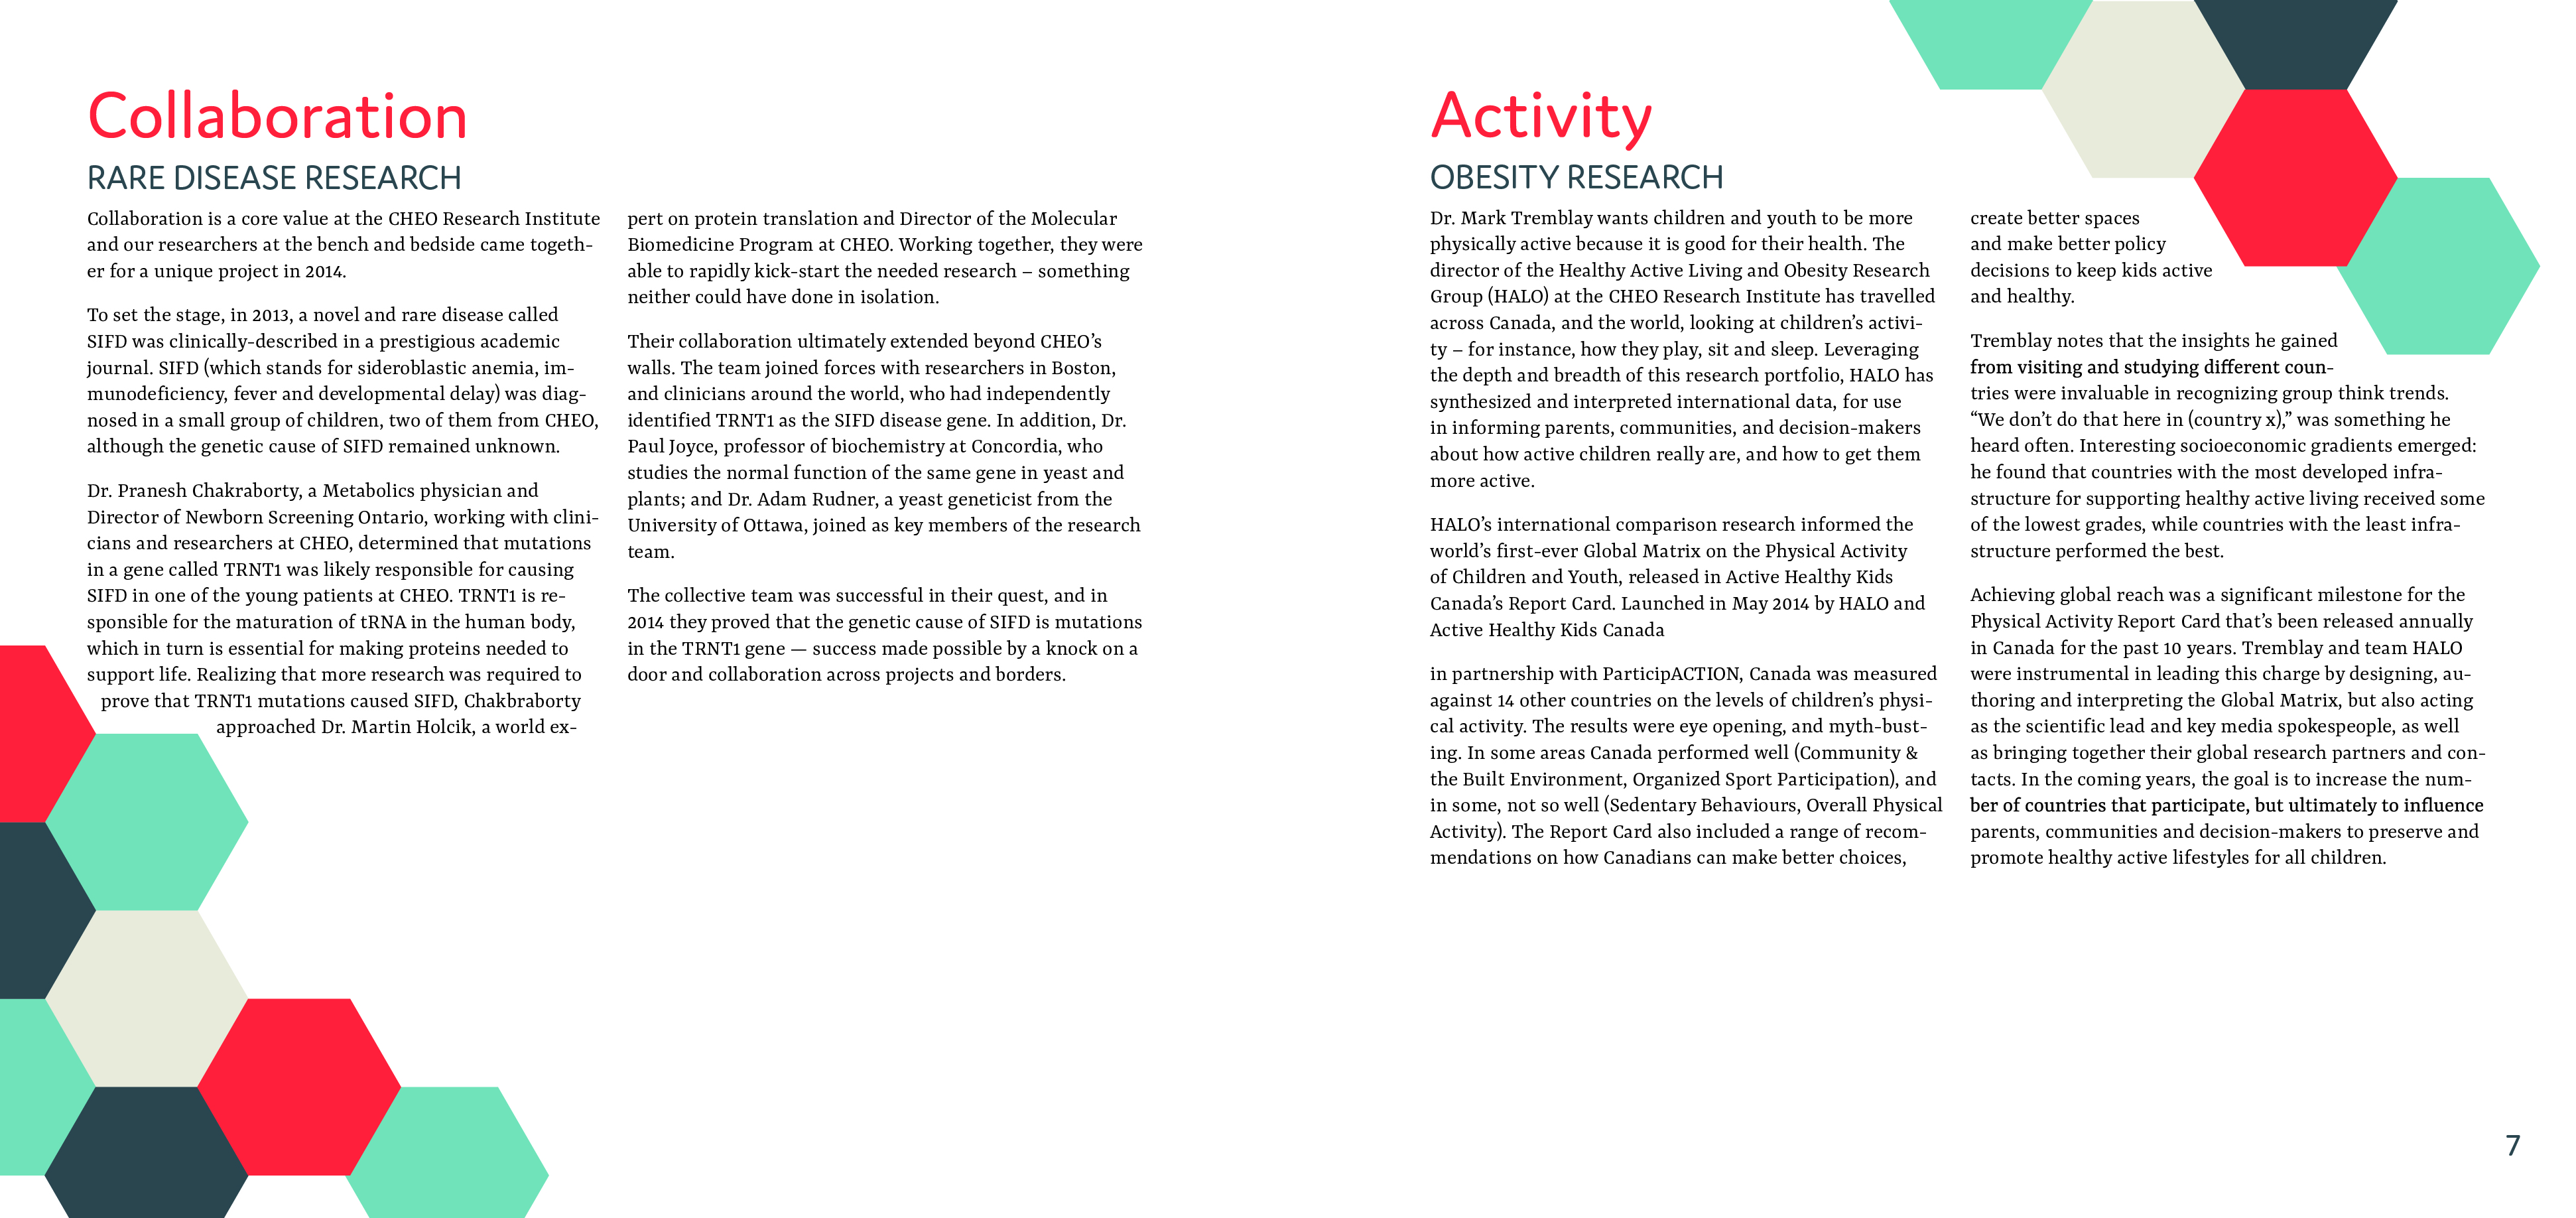 Collaboration
RARE DISEASE RESEARCH
Collaboration is a core value at the CHEO Research Institute
and our researchers at the bench and bedside came togeth-
er for a unique project in 2014.
To set the stage, in 2013, a novel and rare disease called
SIFD was clinically-described in a prestigious academic
journal. SIFD (which stands for sideroblastic anemia, im-
munodeficiency, fever and developmental delay) was diag-
nosed in a small group of children, two of them from CHEO,
although the genetic cause of SIFD remained unknown.
Dr. Pranesh Chakraborty, a Metabolics physician and
Director of Newborn Screening Ontario, working with clini-
cians and researchers at CHEO, determined that mutations
in a gene called TRNT1 was likely responsible for causing
SIFD in one of the young patients at CHEO. TRNT1 is re-
sponsible for the maturation of tRNA in the human body,
which in turn is essential for making proteins needed to
support life. Realizing that more research was required to
prove that TRNT1 mutations caused SIFD, Chakbraborty
approached Dr. Martin Holcik, a world ex-
pert on protein translation and Director of the Molecular
Biomedicine Program at CHEO. Working together, they were
able to rapidly kick-start the needed research – something
neither could have done in isolation.
Their collaboration ultimately extended beyond CHEO’s
walls. The team joined forces with researchers in Boston,
and clinicians around the world, who had independently
identified TRNT1 as the SIFD disease gene. In addition, Dr.
Paul Joyce, professor of biochemistry at Concordia, who
studies the normal function of the same gene in yeast and
plants; and Dr. Adam Rudner, a yeast geneticist from the
University of Ottawa, joined as key members of the research
team.
The collective team was successful in their quest, and in
2014 they proved that the genetic cause of SIFD is mutations
in the TRNT1 gene — success made possible by a knock on a
door and collaboration across projects and borders.
Activity
OBESITY RESEARCH
Dr. Mark Tremblay wants children and youth to be more
physically active because it is good for their health. The
director of the Healthy Active Living and Obesity Research
Group (HALO) at the CHEO Research Institute has travelled
across Canada, and the world, looking at children’s activi-
ty – for instance, how they play, sit and sleep. Leveraging
the depth and breadth of this research portfolio, HALO has
synthesized and interpreted international data, for use
in informing parents, communities, and decision-makers
about how active children really are, and how to get them
more active.
HALO’s international comparison research informed the
world’s first-ever Global Matrix on the Physical Activity
of Children and Youth, released in Active Healthy Kids
Canada’s Report Card. Launched in May 2014 by HALO and
Active Healthy Kids Canada
in partnership with ParticipACTION, Canada was measured
against 14 other countries on the levels of children’s physi-
cal activity. The results were eye opening, and myth-bust-
ing. In some areas Canada performed well (Community &
the Built Environment, Organized Sport Participation), and
in some, not so well (Sedentary Behaviours, Overall Physical
Activity). The Report Card also included a range of recom-
mendations on how Canadians can make better choices,
create better spaces
and make better policy
decisions to keep kids active
and healthy.
Tremblay notes that the insights he gained
from visiting and studying different coun-
tries were invaluable in recognizing group think trends.
“We don’t do that here in (country x),” was something he
heard often. Interesting socioeconomic gradients emerged:
he found that countries with the most developed infra-
structure for supporting healthy active living received some
of the lowest grades, while countries with the least infra-
structure performed the best.
Achieving global reach was a significant milestone for the
Physical Activity Report Card that’s been released annually
in Canada for the past 10 years. Tremblay and team HALO
were instrumental in leading this charge by designing, au-
thoring and interpreting the Global Matrix, but also acting
as the scientific lead and key media spokespeople, as well
as bringing together their global research partners and con-
tacts. In the coming years, the goal is to increase the num-
ber of countries that participate, but ultimately to influence
parents, communities and decision-makers to preserve and
promote healthy active lifestyles for all children.
7